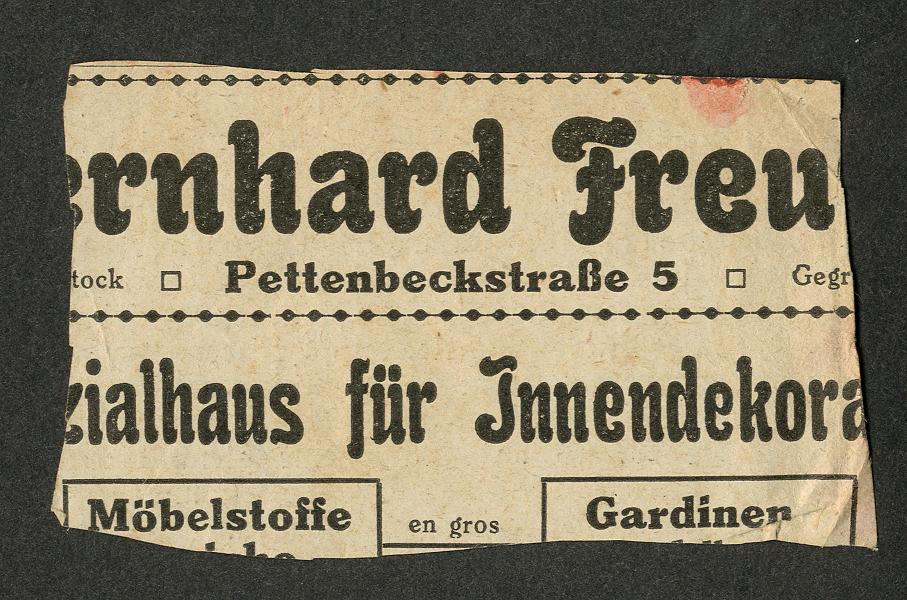 ernhard Freu
tock □ Pettenbeckstraße 5 □ Gegr
zialhaus für Innendekora
Möbelstoffe en gros Gardinen